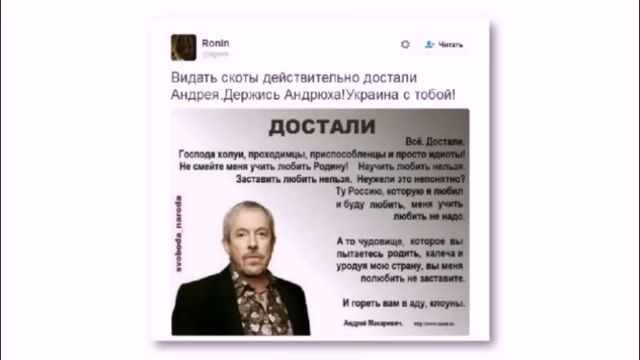 Ronin
Читать
Видать скоты действительно достали
Андрея.Держись Андрюха!Украина с тобой!
ДОСТАЛИ
Всё. Достали.
Господа холуи, проходимцы, приспособленцы и просто идиоты!
Не смейте меня учить любить Родину! Научить любить нельзя.
Заставить любить нельзя. Неужели это непонятно?
Ту Россию, которую я любил
и буду любить, меня учить
любить не надо.
А то чудовище, которое вы
пытаетесь родить, калеча и
уродуя мою страну, вы меня
полюбить не заставите.
И гореть вам в аду, клоуны.
Андрей Макаревич.
svoboda_naroda